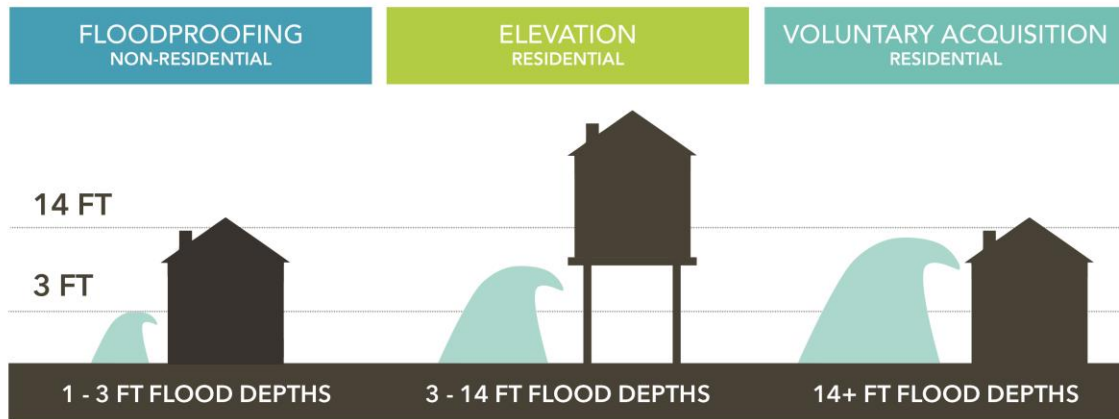 FLOODPROOFING
NON-RESIDENTIAL
ELEVATION
RESIDENTIAL
VOLUNTARY ACQUISITION
RESIDENTIAL
14 FT
3 FT
1 - 3 FT FLOOD DEPTHS
3 - 14 FT FLOOD DEPTHS
14+ FT FLOOD DEPTHS